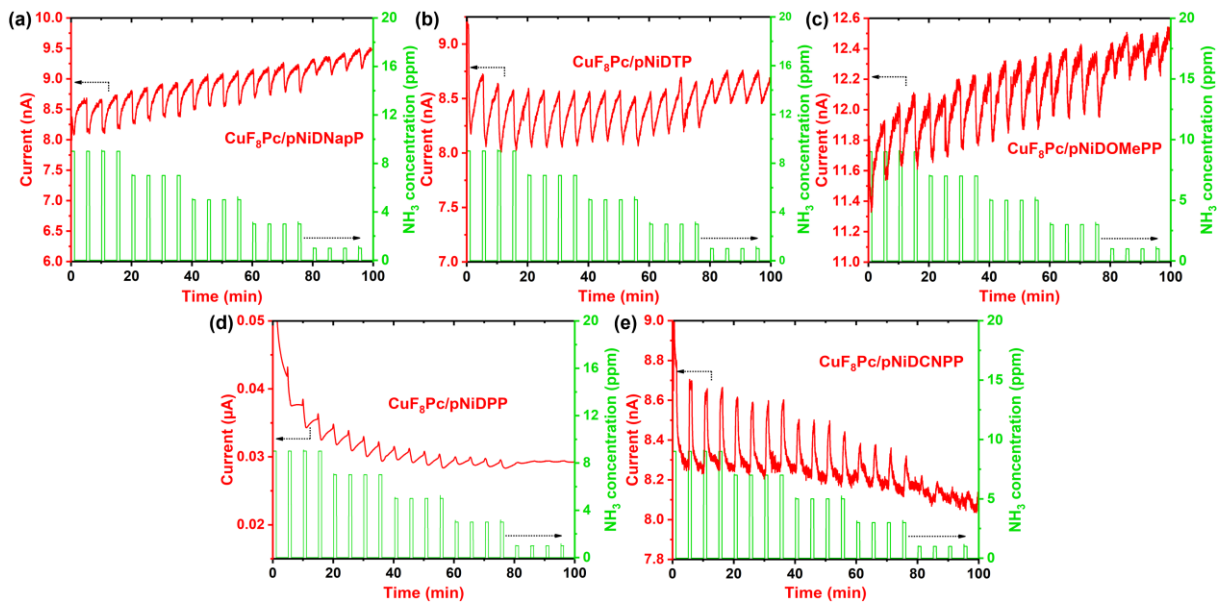 (a)
10.0
9.5
9.0
8.5
8.0
7.5
7.0
6.5
6.0
Current (nA)
CuF₈Pc/pNiDNapP
20
16
12
8
4
0
NH₃ concentration (ppm)
0 20 40 60 80 100
Time (min)
(b)
9.0
8.5
8.0
7.5
7.0
Current (nA)
CuF₈Pc/pNiDTP
20
16
12
8
4
0
NH₃ concentration (ppm)
0 20 40 60 80 100
Time (min)
(c)
12.6
12.4
12.2
12.0
11.8
11.6
11.4
11.2
11.0
Current (nA)
CuF₈Pc/pNiDOMePP
20
15
10
5
0
NH₃ concentration (ppm)
0 20 40 60 80 100
Time (min)
(d)
0.05
0.04
0.03
0.02
Current (µA)
CuF₈Pc/pNiDPP
20
16
12
8
4
0
NH₃ concentration (ppm)
0 20 40 60 80 100
Time (min)
(e)
9.0
8.8
8.6
8.4
8.2
8.0
7.8
Current (nA)
CuF₈Pc/pNiDCNPP
20
15
10
5
0
NH₃ concentration (ppm)
0 20 40 60 80 100
Time (min)